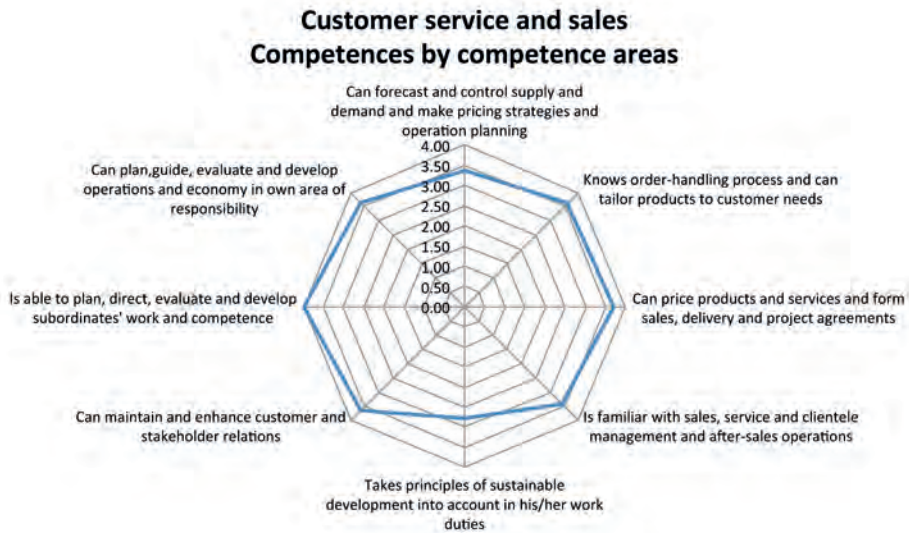 Customer service and sales
Competences by competence areas
Can forecast and control supply and
demand and make pricing strategies and
operation planning
4.00
3.50
3.00
2.50
2.00
1.50
1.00
0.50
0.00
Knows order-handling process and can
tailor products to customer needs
Can price products and services and form
sales, delivery and project agreements
Is familiar with sales, service and clientele
management and after-sales operations
Takes principles of sustainable
development into account in his/her work
duties
Can maintain and enhance customer and
stakeholder relations
Is able to plan, direct, evaluate and develop
subordinates' work and competence
Can plan,guide, evaluate and develop
operations and economy in own area of
responsibility